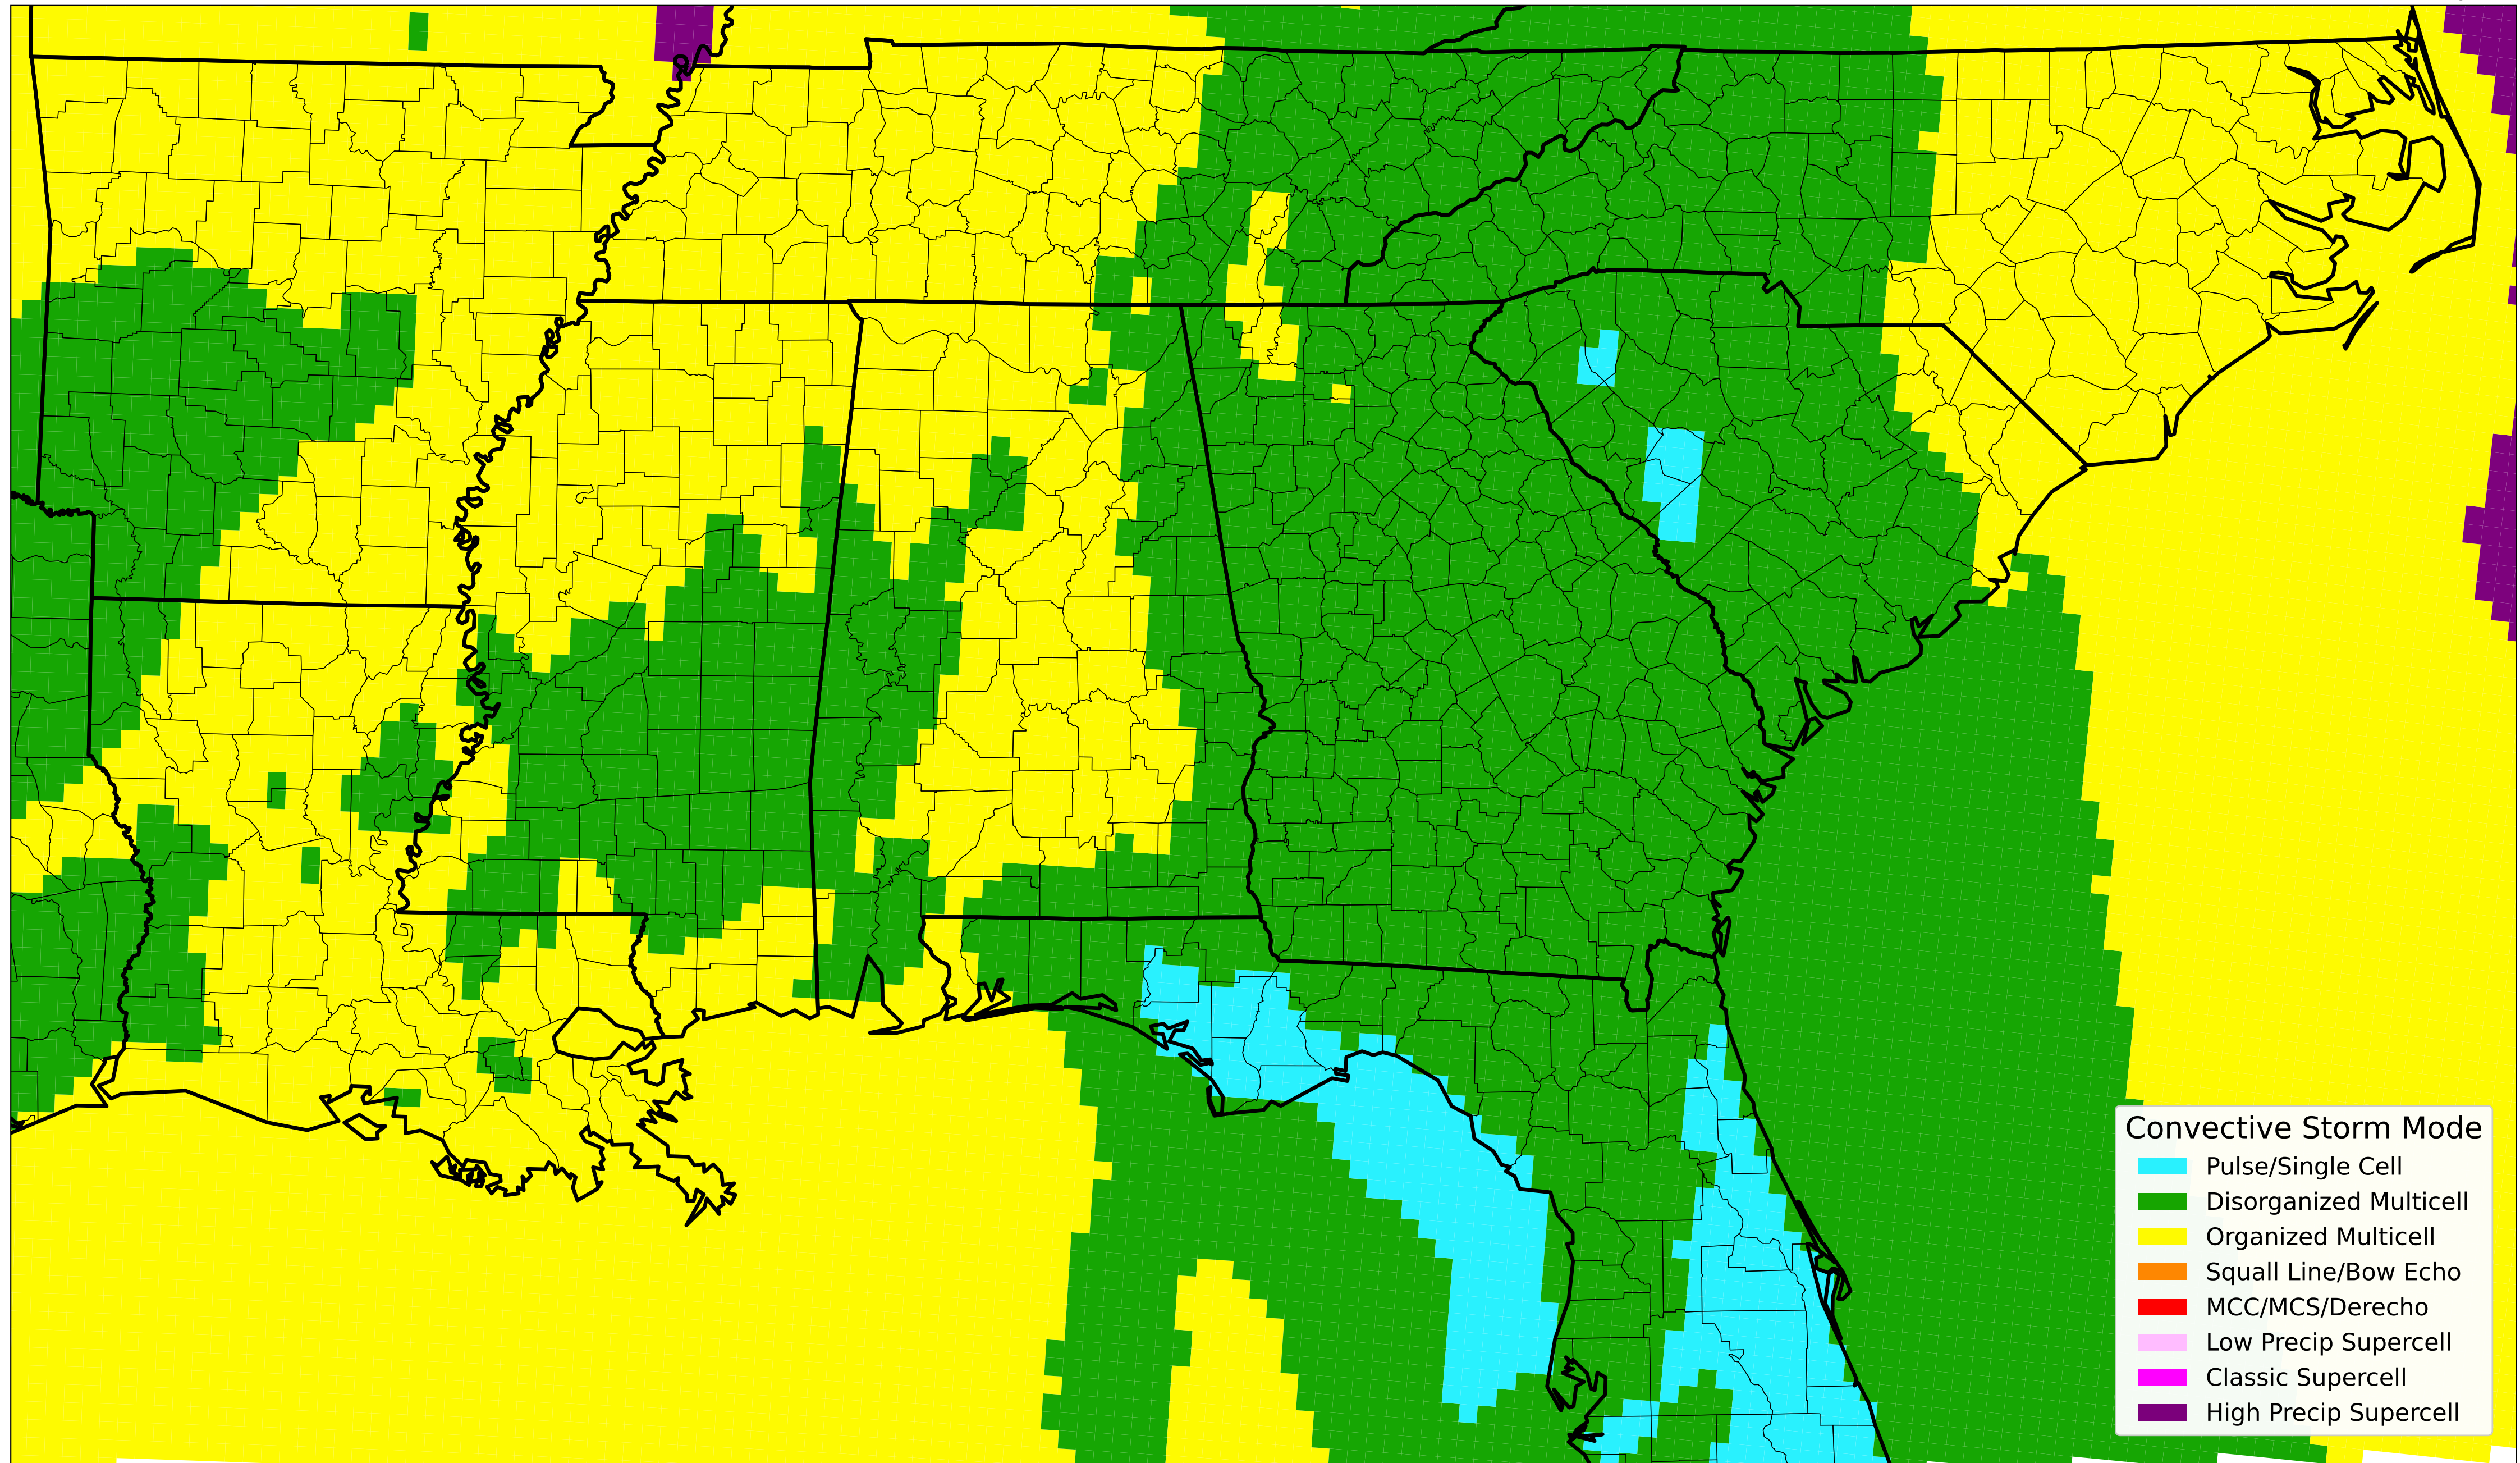 Convective Storm Mode
Pulse/Single Cell
Disorganized Multicell
Organized Multicell
Squall Line/Bow Echo
MCC/MCS/Derecho
Low Precip Supercell
Classic Supercell
High Precip Supercell